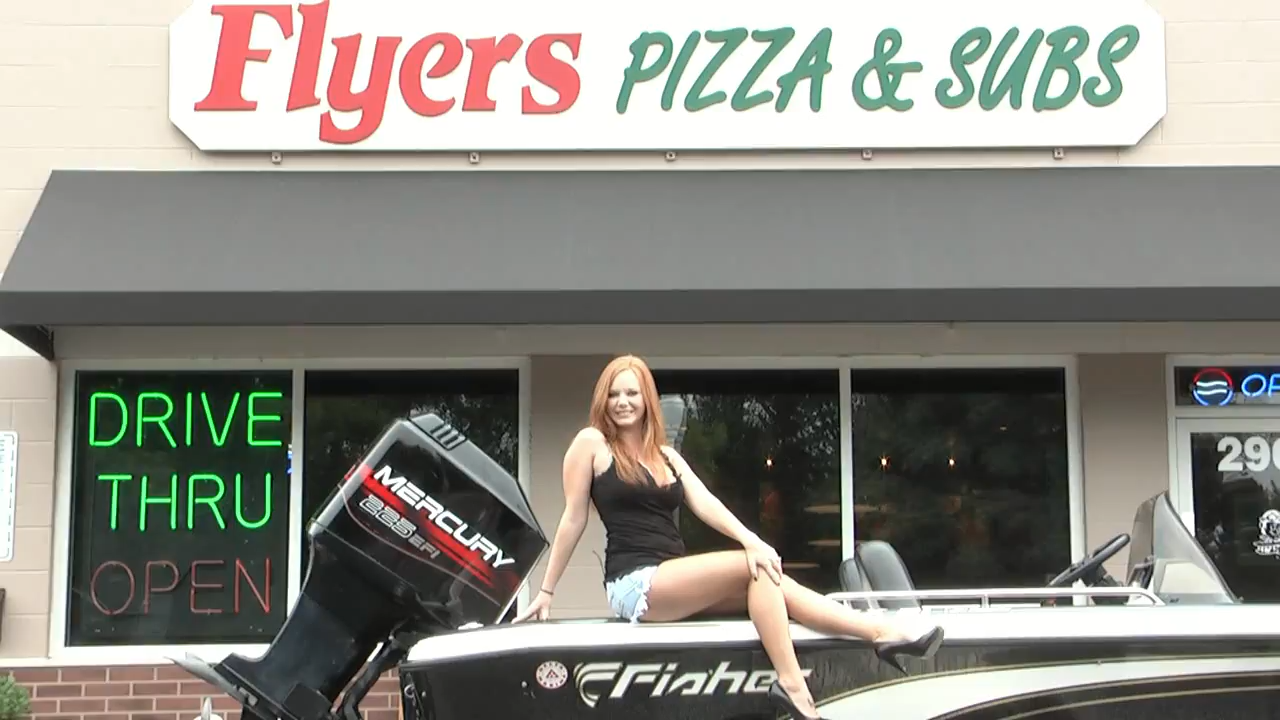 Flyers PIZZA & SUBS
DRIVE
THRU
OPEN
MERCURY
225 EFI
Fisher
290